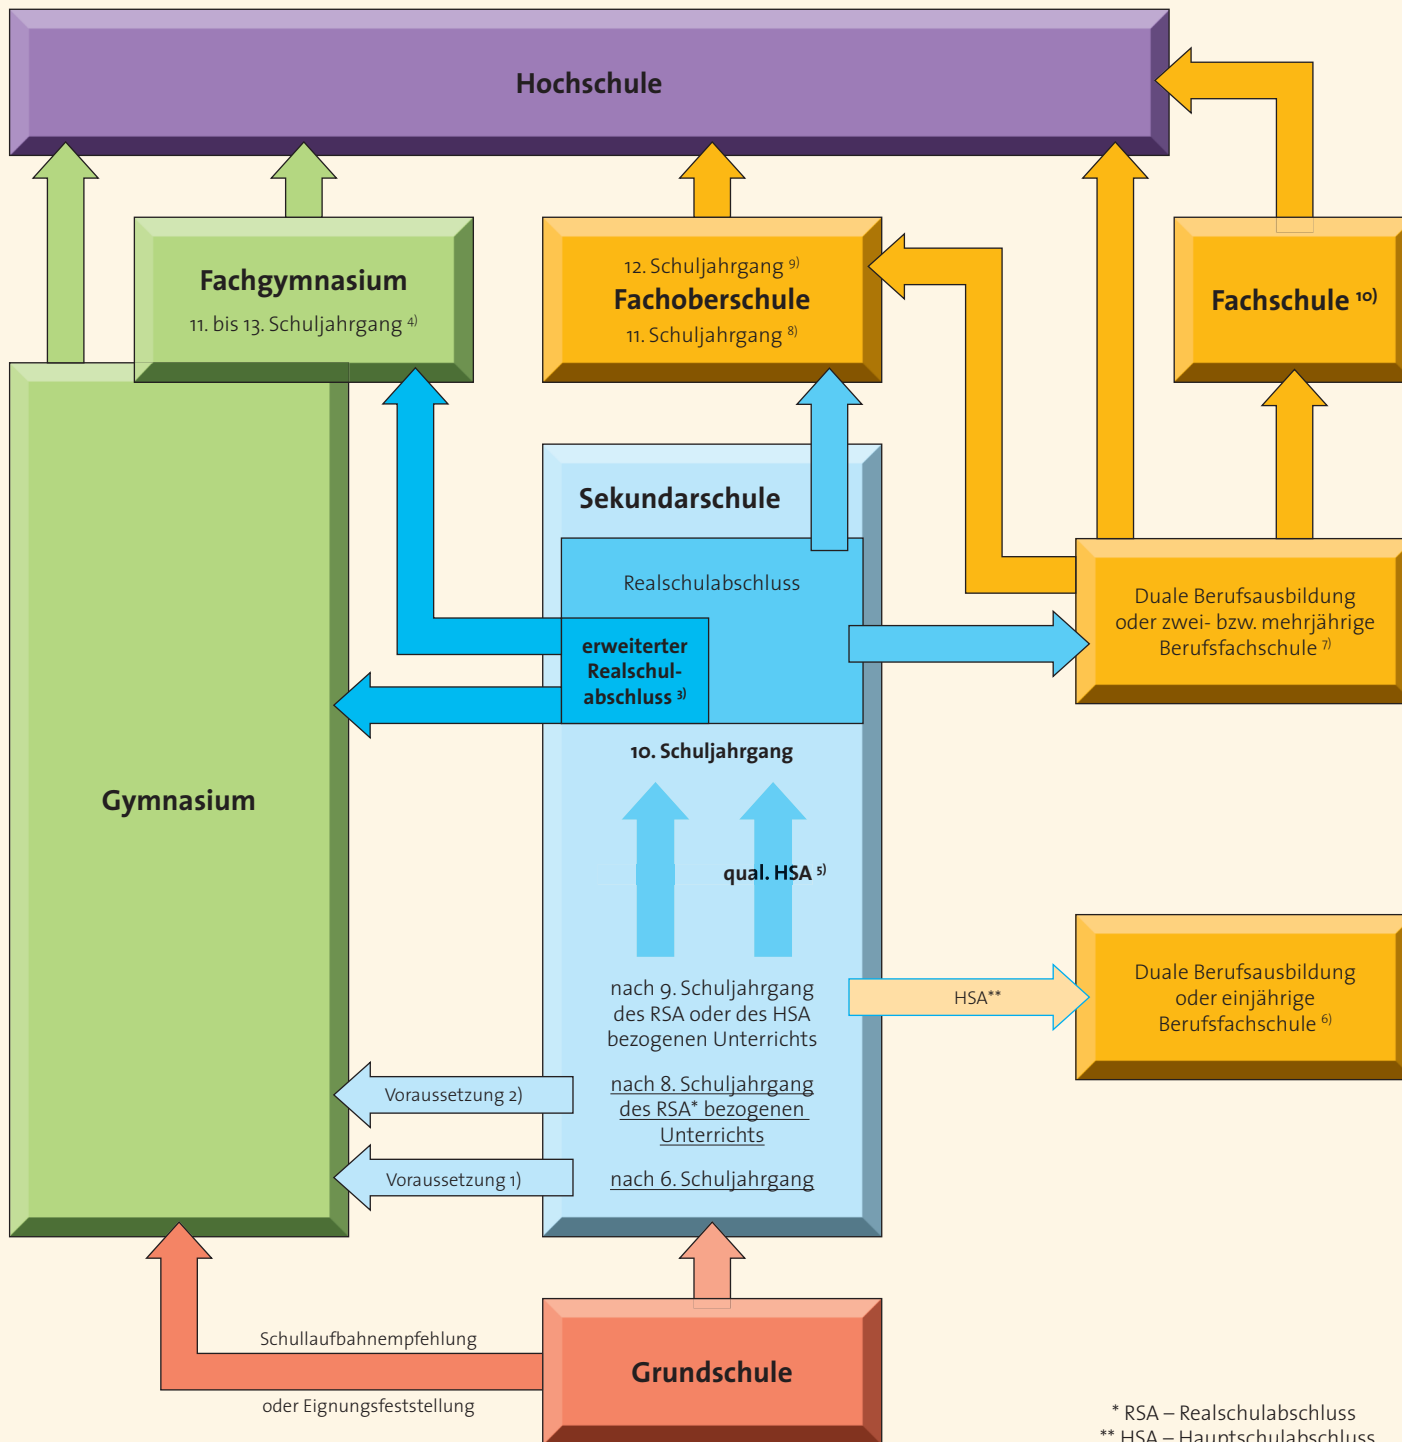 Hochschule
Fachgymnasium
11. bis 13. Schuljahrgang 4)
12. Schuljahrgang 9)
Fachoberschule
11. Schuljahrgang 8)
Fachschule 10)
Sekundarschule
Realschulabschluss
erweiterter
Realschul-
abschluss 3)
Duale Berufsausbildung
oder zwei- bzw. mehrjährige
Berufsfachschule 7)
10. Schuljahrgang
Gymnasium
qual. HSA 5)
nach 9. Schuljahrgang
des RSA oder des HSA
bezogenen Unterrichts
HSA**
Duale Berufsausbildung
oder einjährige
Berufsfachschule 6)
Voraussetzung 2)
nach 8. Schuljahrgang
des RSA* bezogenen
Unterrichts
Voraussetzung 1)
nach 6. Schuljahrgang
Schullaufbahnempfehlung
oder Eignungsfeststellung
Grundschule
* RSA – Realschulabschluss
** HSA – Hauptschulabschluss